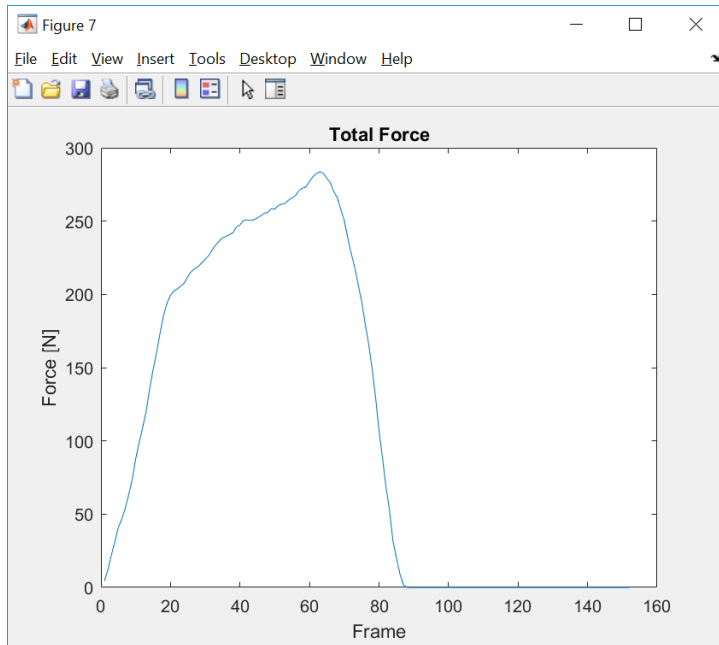 Figure 7
File Edit View Insert Tools Desktop Window Help
Total Force
300
250
200
150
100
50
0
Force [N]
0 20 40 60 80 100 120 140 160
Frame